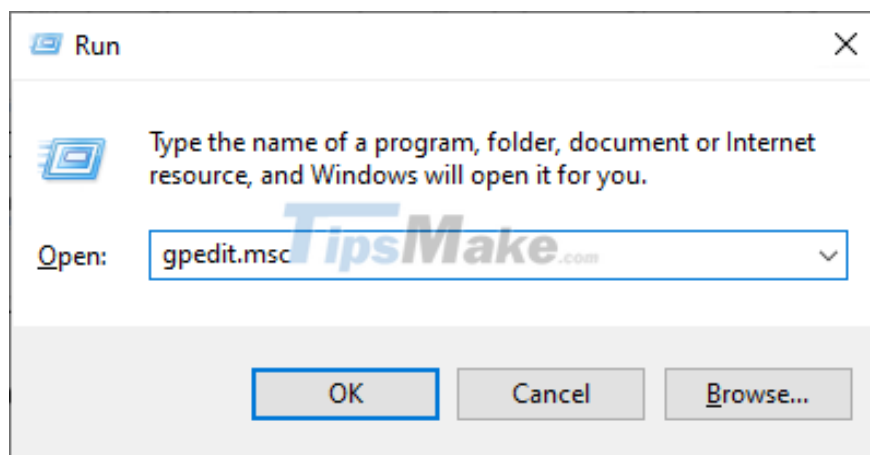 Run
Type the name of a program, folder, document or Internet
resource, and Windows will open it for you.
TipsMake.com
Open: gpedit.msc
OK Cancel Browse...